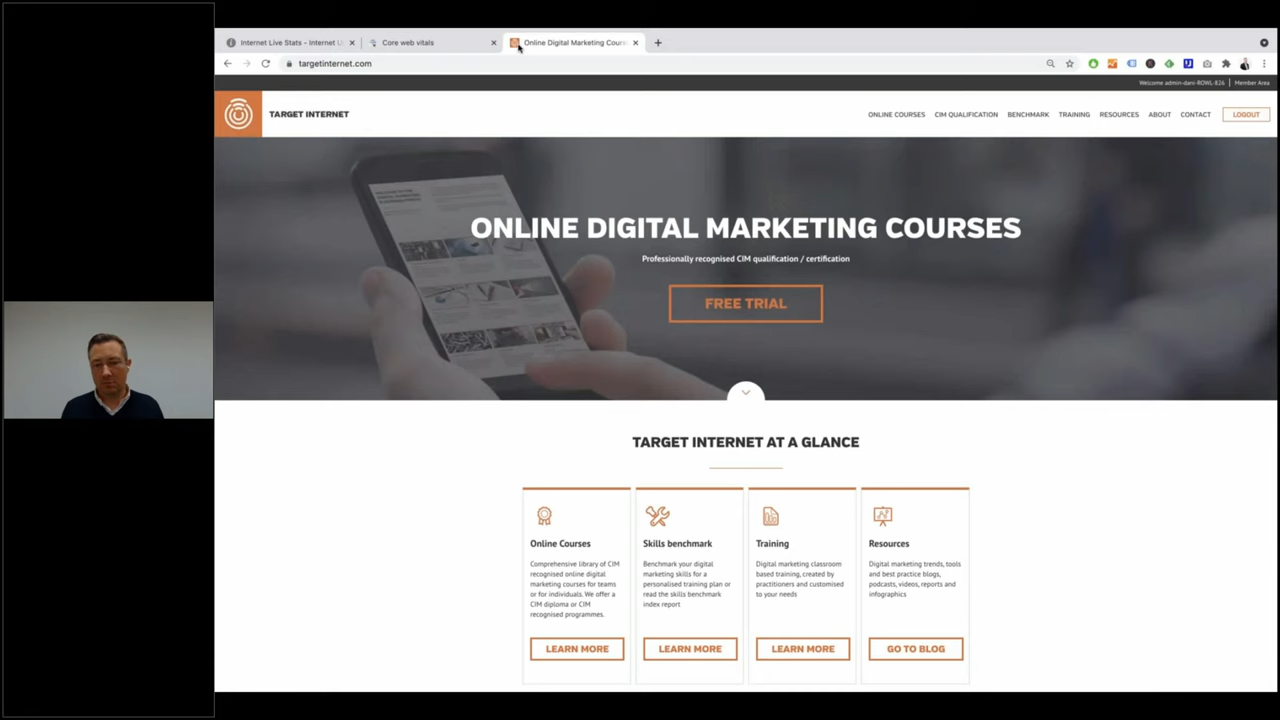 Internet Live Stats - Internet U
Core web vitals
Online Digital Marketing Cours
targetinternet.com
Welcome admin-dani-ROWL-826 | Member Area
TARGET INTERNET
ONLINE COURSES
CIM QUALIFICATION
BENCHMARK
TRAINING
RESOURCES
ABOUT
CONTACT
LOGOUT
ONLINE DIGITAL MARKETING COURSES
Professionally recognised CIM qualification / certification
FREE TRIAL
TARGET INTERNET AT A GLANCE
Online Courses
Comprehensive library of CIM
recognised online digital
marketing courses for teams
or for individuals. We offer a
CIM diploma or CIM
recognised programmes.
LEARN MORE
Skills benchmark
Benchmark your digital
marketing skills for a
personalised training plan or
read the skills benchmark
index report
LEARN MORE
Training
Digital marketing classroom
based training, created by
practitioners and customised
to your needs
LEARN MORE
Resources
Digital marketing trends, tools
and best practice blogs,
podcasts, videos, reports and
infographics
GO TO BLOG